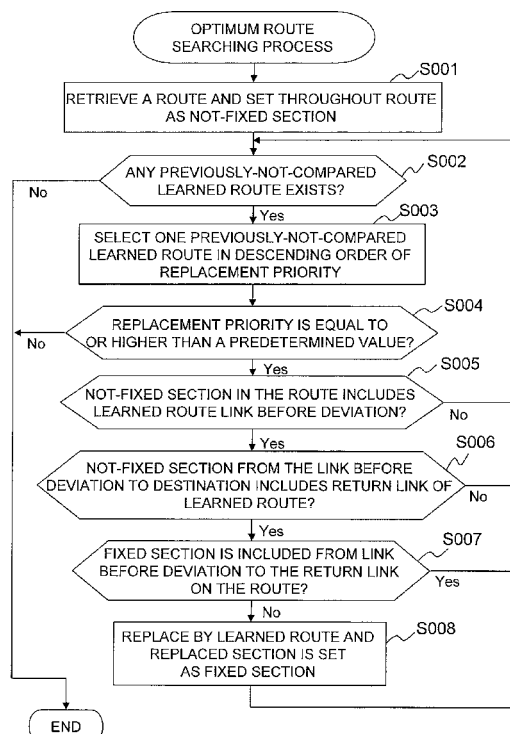 OPTIMUM ROUTE
SEARCHING PROCESS
S001
RETRIEVE A ROUTE AND SET THROUGHOUT ROUTE
AS NOT-FIXED SECTION
S002
ANY PREVIOUSLY-NOT-COMPARED
LEARNED ROUTE EXISTS?
No
Yes
S003
SELECT ONE PREVIOUSLY-NOT-COMPARED
LEARNED ROUTE IN DESCENDING ORDER OF
REPLACEMENT PRIORITY
S004
REPLACEMENT PRIORITY IS EQUAL TO
OR HIGHER THAN A PREDETERMINED VALUE?
No
Yes
S005
NOT-FIXED SECTION IN THE ROUTE INCLUDES
LEARNED ROUTE LINK BEFORE DEVIATION?
No
Yes
S006
NOT-FIXED SECTION FROM THE LINK BEFORE
DEVIATION TO DESTINATION INCLUDES RETURN LINK OF
LEARNED ROUTE?
No
Yes
S007
FIXED SECTION IS INCLUDED FROM LINK
BEFORE DEVIATION TO THE RETURN LINK
ON THE ROUTE?
Yes
No
S008
REPLACE BY LEARNED ROUTE AND
REPLACED SECTION IS SET
AS FIXED SECTION
END